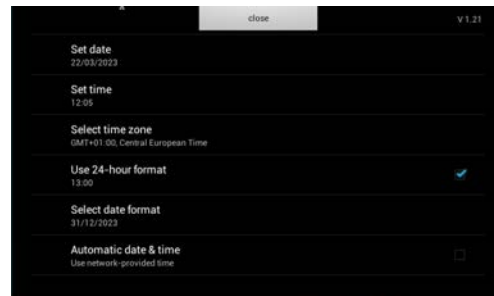 close
V 1.21
Set date
22/03/2023
Set time
12:05
Select time zone
GMT+01:00, Central European Time
Use 24-hour format
13:00
Select date format
31/12/2023
Automatic date & time
Use network-provided time